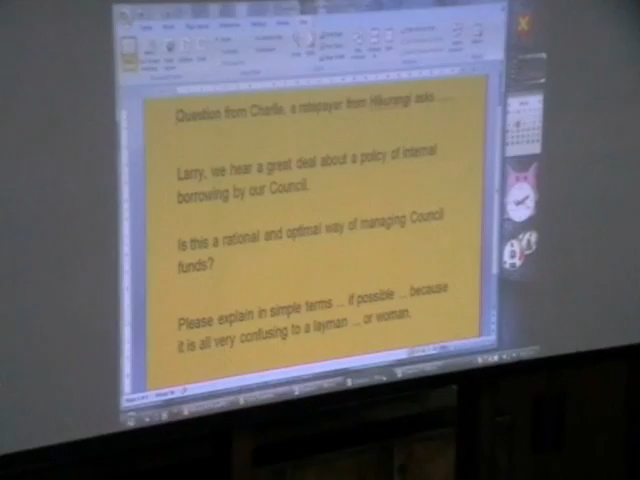 Question from Charlie, a ratepayer from Hikurangi asks .....
Larry, we hear a great deal about a policy of internal
borrowing by our Council.
Is this a rational and optimal way of managing Council
funds?
Please explain in simple terms ... if possible ... because
it is all very confusing to a layman ... or woman.